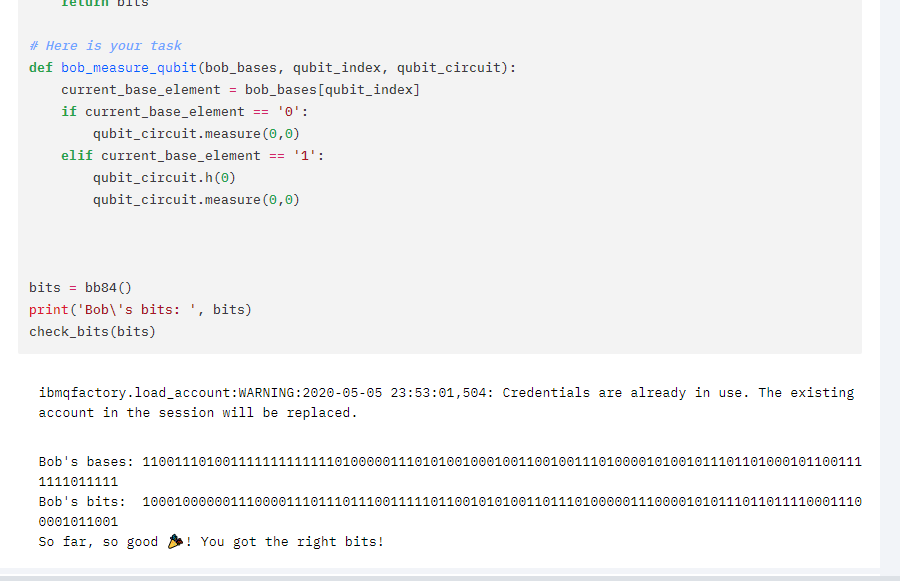 return bits
# Here is your task
def bob_measure_qubit(bob_bases, qubit_index, qubit_circuit):
current_base_element = bob_bases[qubit_index]
if current_base_element == '0':
qubit_circuit.measure(0,0)
elif current_base_element == '1':
qubit_circuit.h(0)
qubit_circuit.measure(0,0)
bits = bb84()
print('Bob\'s bits: ', bits)
check_bits(bits)
ibmqfactory.load_account:WARNING:2020-05-05 23:53:01,504: Credentials are already in use. The existing
account in the session will be replaced.
Bob's bases: 110011101001111111111111010000011101010010001001100100111010000101001011101101000101100111
1111011111
Bob's bits:  100010000001110000111011101110011111011001010100110111010000011100001010111011011110001110
0001011001
So far, so good 🎉! You got the right bits!